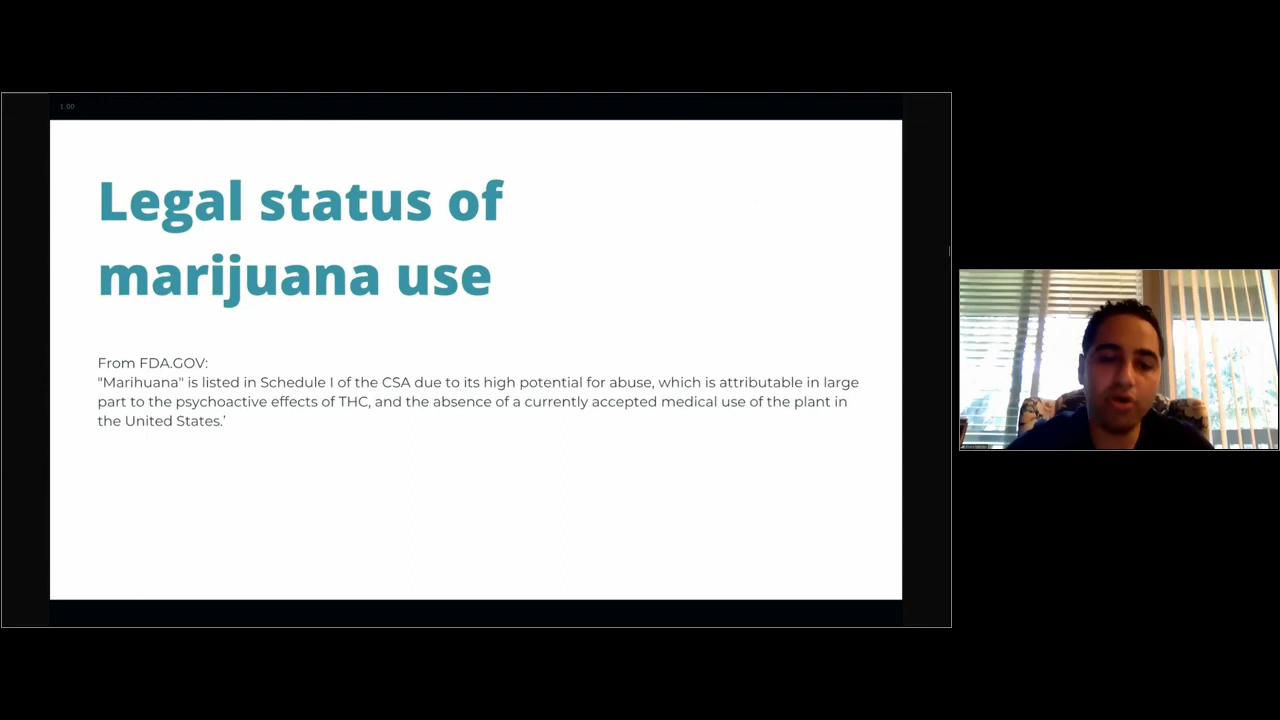 1.00
Legal status of
marijuana use
From FDA.GOV:
"Marihuana" is listed in Schedule I of the CSA due to its high potential for abuse, which is attributable in large
part to the psychoactive effects of THC, and the absence of a currently accepted medical use of the plant in
the United States.'